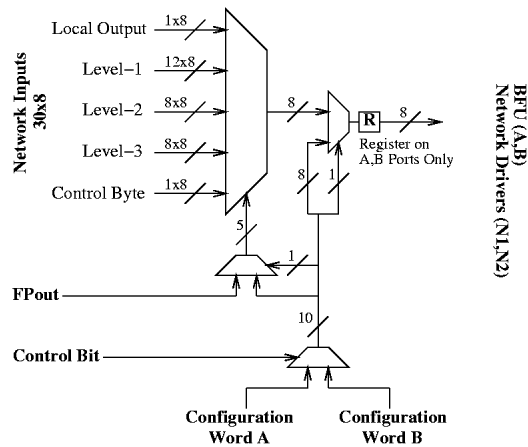 Network Inputs
30x8
Local Output
1x8
Level-1
12x8
Level-2
8x8
Level-3
8x8
Control Byte
1x8
8
R
8
Register on
A,B Ports Only
8
1
5
1
FPout
10
Control Bit
Configuration
Word A
Configuration
Word B
BFU (A,B)
Network Drivers (N1,N2)